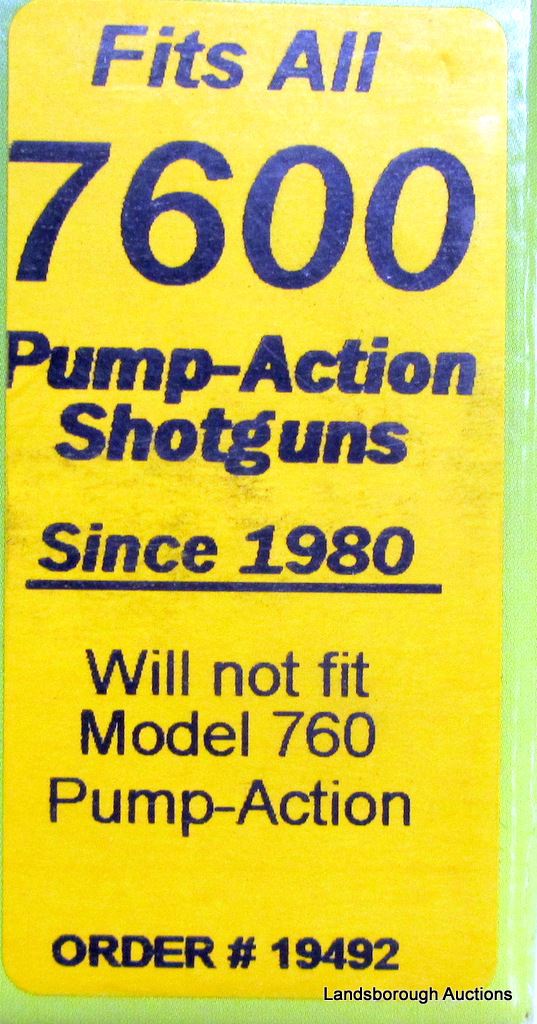 Fits All
7600
Pump-Action
Shotguns
Since 1980
Will not fit
Model 760
Pump-Action
ORDER # 19492
Landsborough Auctions